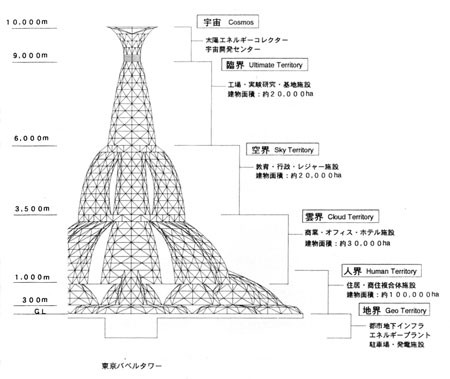 10.000m
宇宙 Cosmos
太陽エネルギーコレクター
宇宙開発センター
9.000m
臨界 Ultimate Territory
工場・実験研究・基地施設
建物面積：約20.000ha
6.000m
空界 Sky Territory
教育・行政・レジャー施設
建物面積：約20.000ha
3.500m
雲界 Cloud Territory
商業・オフィス・ホテル施設
建物面積：約30.000ha
1.000m
人界 Human Territory
住居・商住複合体施設
建物面積：約100.000ha
300m
地界 Geo Territory
GL
都市地下インフラ
エネルギープラント
駐車場・発電施設
東京バベルタワー